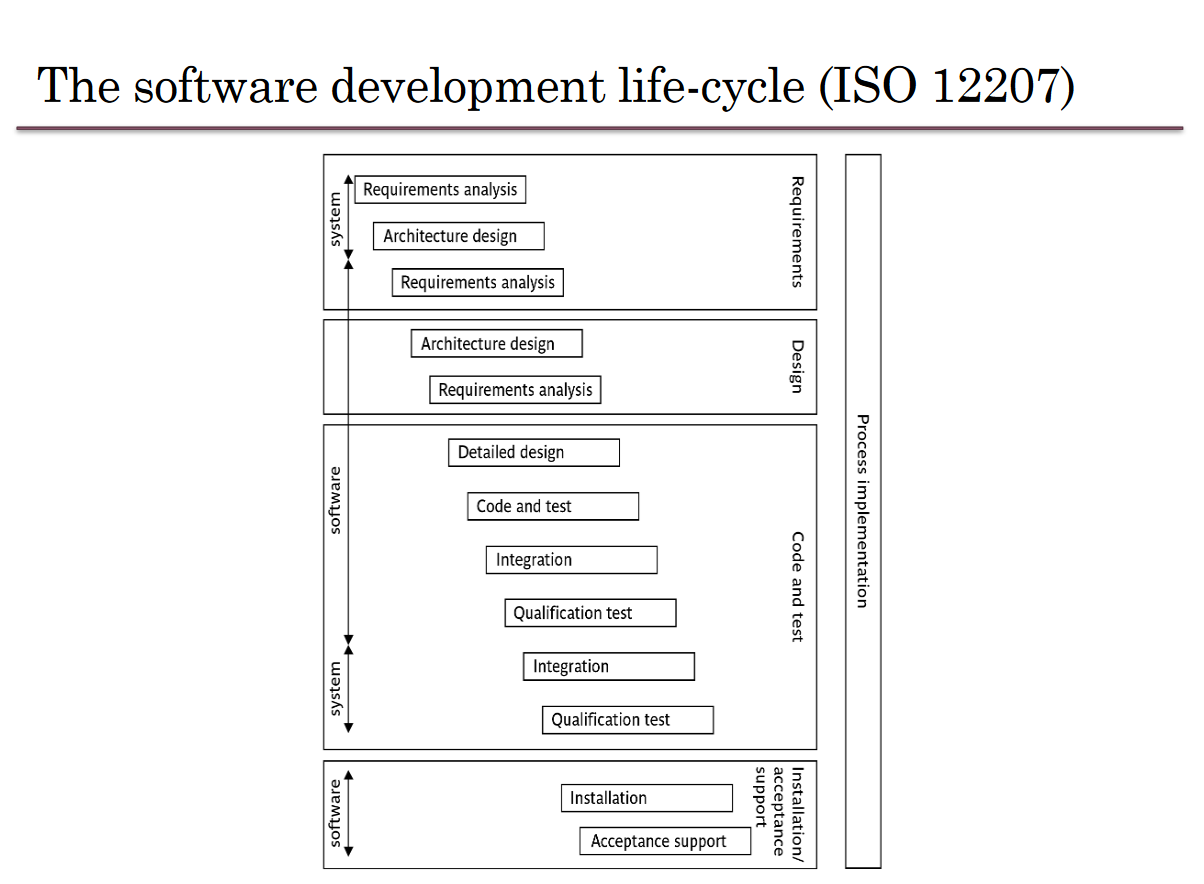 The software development life-cycle (ISO 12207)
system
Requirements analysis
Architecture design
Requirements analysis
Requirements
Architecture design
Requirements analysis
Design
software
Detailed design
Code and test
Integration
Qualification test
Code and test
system
Integration
Qualification test
software
Installation
Acceptance support
Installation/
acceptance
support
Process implementation